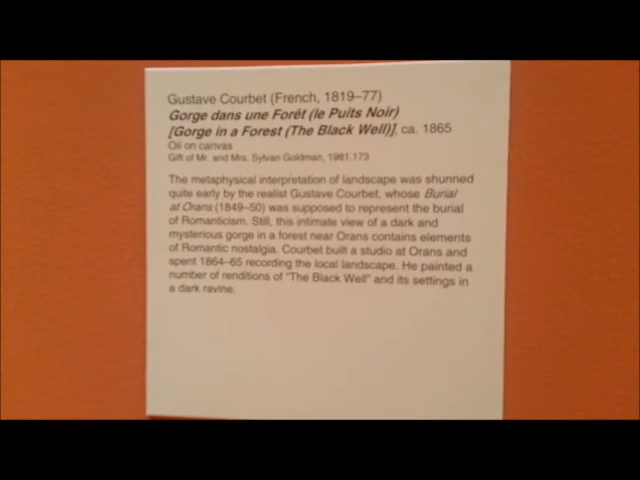 Gustave Courbet (French, 1819–77)
Gorge dans une Forêt (le Puits Noir)
[Gorge in a Forest (The Black Well)], ca. 1865
Oil on canvas
Gift of Mr. and Mrs. Sylvan Goldman, 1981.173
The metaphysical interpretation of landscape was shunned
quite early by the realist Gustave Courbet, whose Burial
at Orans (1849–50) was supposed to represent the burial
of Romanticism. Still, this intimate view of a dark and
mysterious gorge in a forest near Orans contains elements
of Romantic nostalgia. Courbet built a studio at Orans and
spent 1864–65 recording the local landscape. He painted a
number of renditions of “The Black Well” and its settings in
a dark ravine.